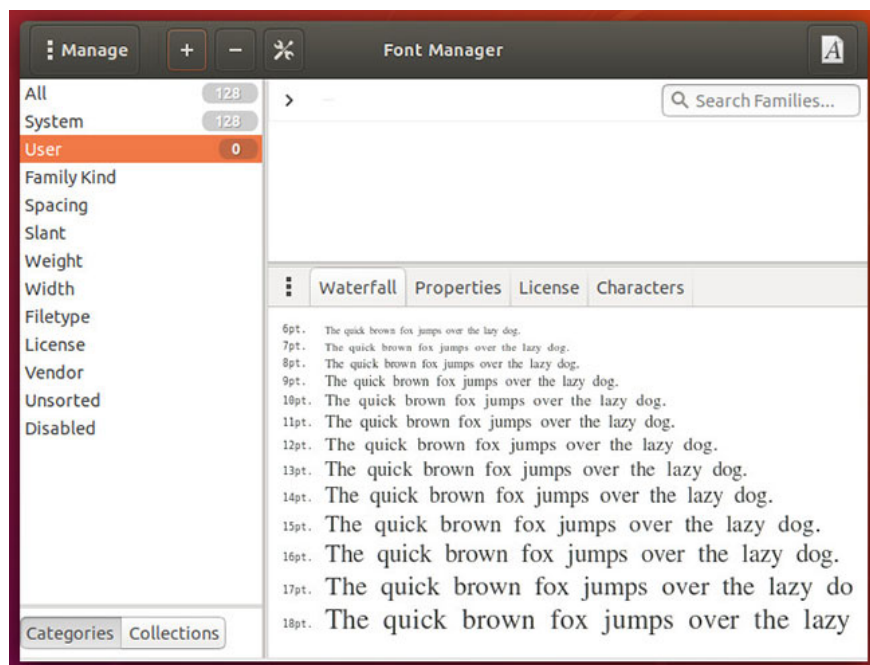 Manage + − Font Manager A
All 128
System 128
User 0
Family Kind
Spacing
Slant
Weight
Width
Filetype
License
Vendor
Unsorted
Disabled
Categories Collections
Search Families...
Waterfall Properties License Characters
6pt. The quick brown fox jumps over the lazy dog.
7pt. The quick brown fox jumps over the lazy dog.
8pt. The quick brown fox jumps over the lazy dog.
9pt. The quick brown fox jumps over the lazy dog.
10pt. The quick brown fox jumps over the lazy dog.
11pt. The quick brown fox jumps over the lazy dog.
12pt. The quick brown fox jumps over the lazy dog.
13pt. The quick brown fox jumps over the lazy dog.
14pt. The quick brown fox jumps over the lazy dog.
15pt. The quick brown fox jumps over the lazy dog.
16pt. The quick brown fox jumps over the lazy dog.
17pt. The quick brown fox jumps over the lazy do
18pt. The quick brown fox jumps over the lazy